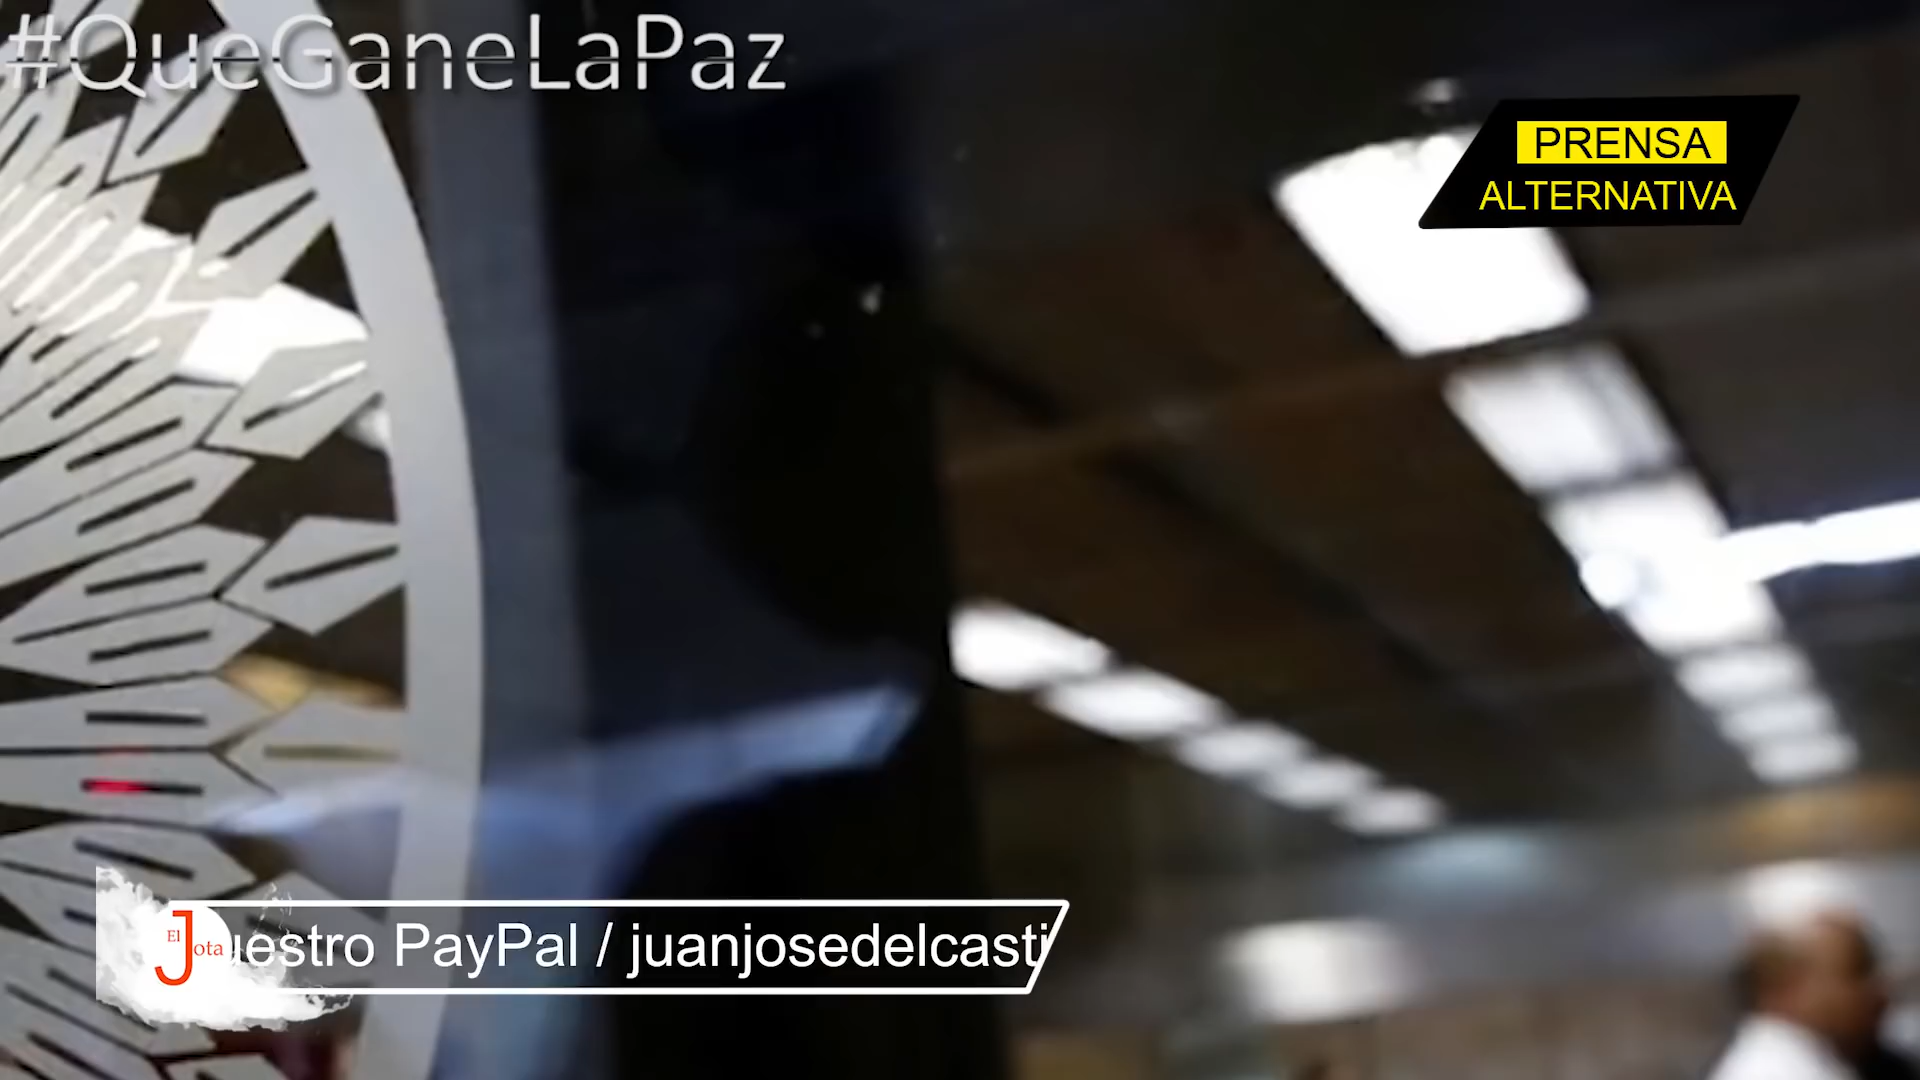 #QueGaneLaPaz
PRENSA
ALTERNATIVA
El Jota
uestro PayPal / juanjosedelcasti